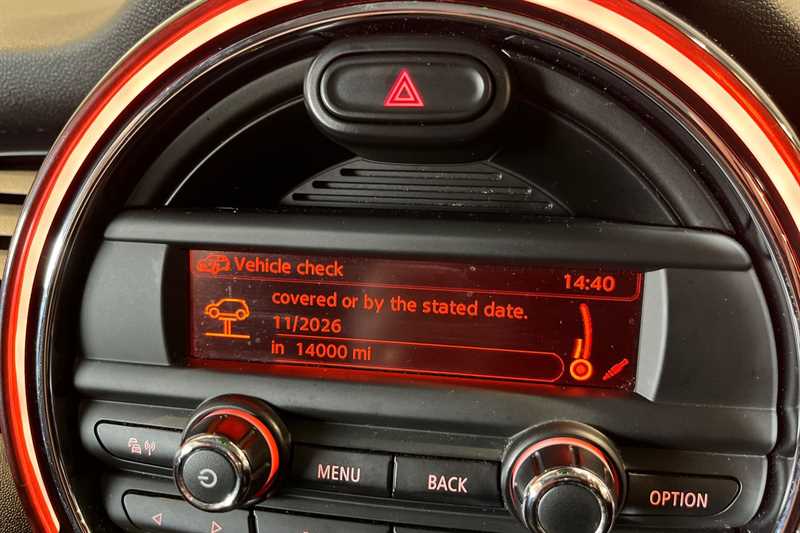 Vehicle check
14:40
covered or by the stated date.
11/2026
in 14000 mi
MENU
BACK
OPTION